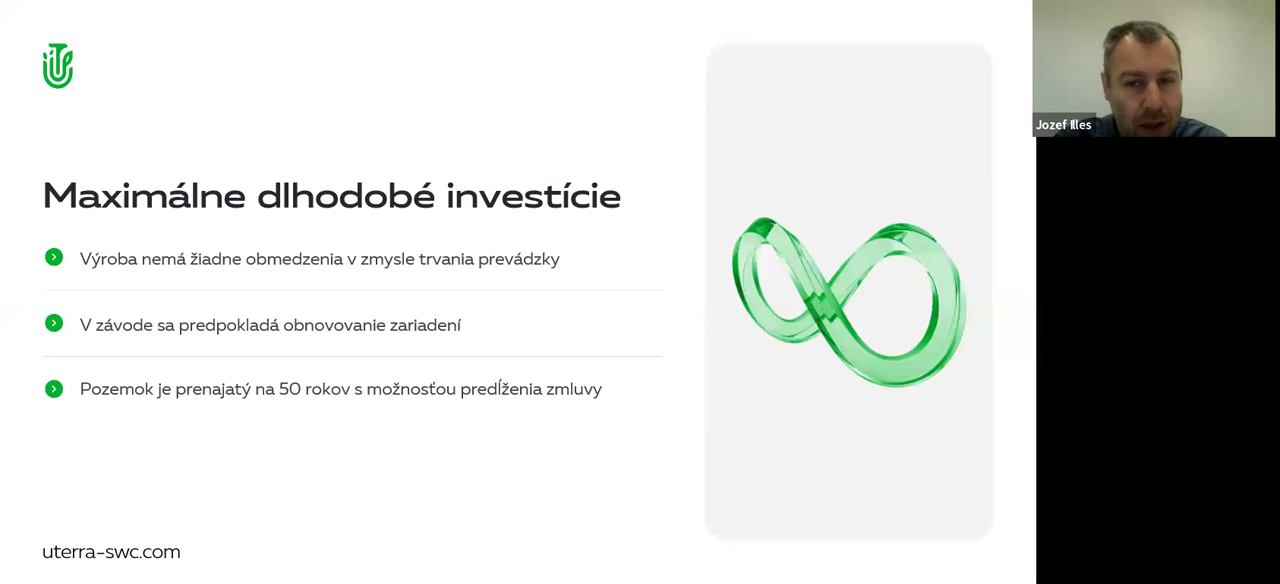 Maximálne dlhodobé investície
Výroba nemá žiadne obmedzenia v zmysle trvania prevádzky
V závode sa predpokladá obnovovanie zariadení
Pozemok je prenajatý na 50 rokov s možnosťou predĺženia zmluvy
uterra-swc.com
Jozef Illes